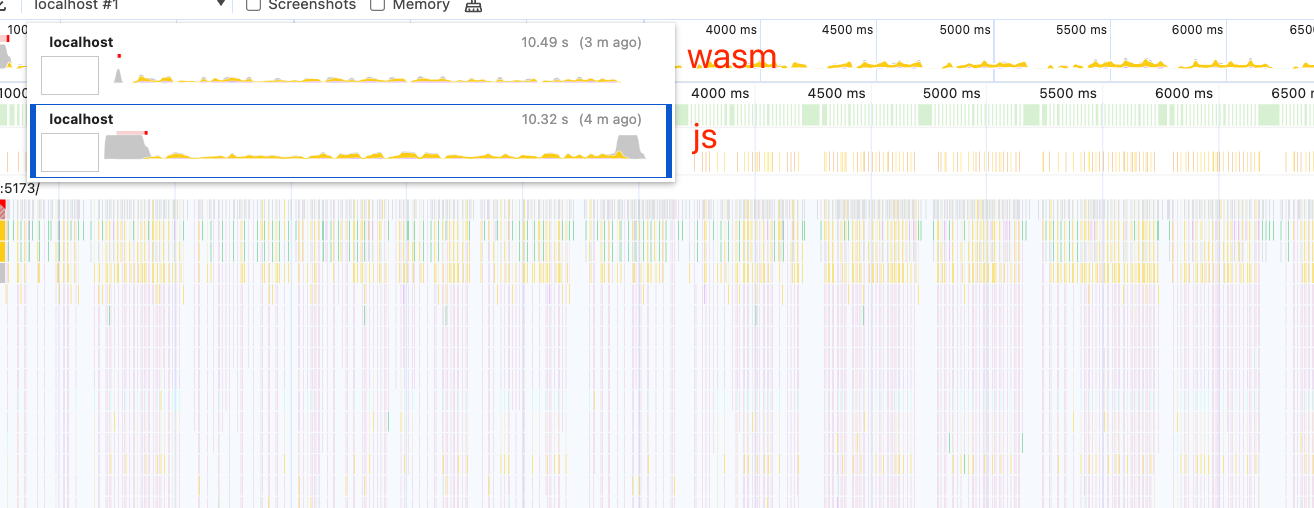 localhost #1 Screenshots Memory
100
4000 ms 4500 ms 5000 ms 5500 ms 6000 ms 650
localhost 10.49 s (3 m ago)
wasm
1000 4000 ms 4500 ms 5000 ms 5500 ms 6000 ms 6500 m
localhost 10.32 s (4 m ago)
js
:5173/